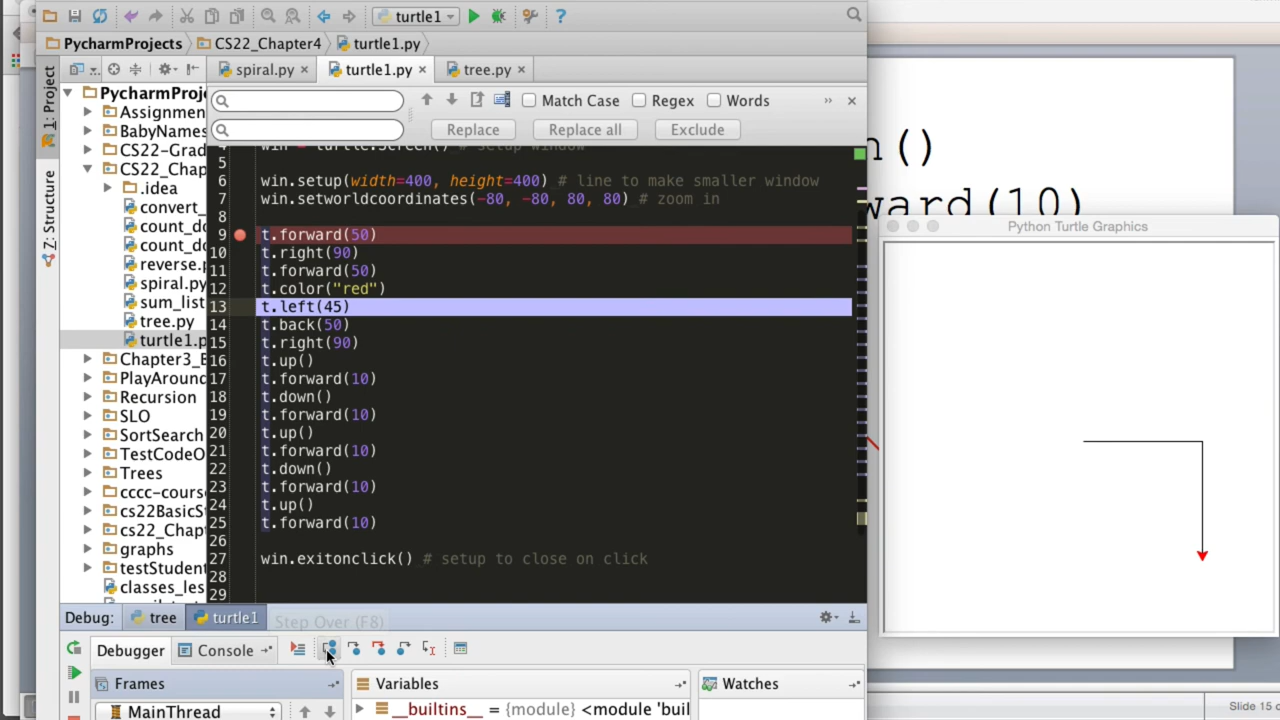 turtle1
PycharmProjects
CS22_Chapter4
turtle1.py
1: Project
Z: Structure
spiral.py
turtle1.py
tree.py
Match Case
Regex
Words
Replace
Replace all
Exclude
PycharmProj
Assignmen
BabyNames
CS22-Grad
CS22_Chap
.idea
convert_
count_do
count_do
reverse.p
spiral.py
sum_list
tree.py
turtle1.p
Chapter3_E
PlayAround
Recursion
SLO
SortSearch
TestCodeO
Trees
cccc-cours
cs22BasicS
cs22_Chap
graphs
testStudent
classes_les
4 win = turtle.Screen() # setup window
5
6 win.setup(width=400, height=400) # line to make smaller window
7 win.setworldcoordinates(-80, -80, 80, 80) # zoom in
8
9 t.forward(50)
10 t.right(90)
11 t.forward(50)
12 t.color("red")
13 t.left(45)
14 t.back(50)
15 t.right(90)
16 t.up()
17 t.forward(10)
18 t.down()
19 t.forward(10)
20 t.up()
21 t.forward(10)
22 t.down()
23 t.forward(10)
24 t.up()
25 t.forward(10)
26
27 win.exitonclick() # setup to close on click
28
29
n()
ward(10)
Python Turtle Graphics
Debug: tree turtle1
Step Over (F8)
Debugger Console
Frames Variables Watches
MainThread
__builtins__ = {module} <module 'buil
Slide 15 o